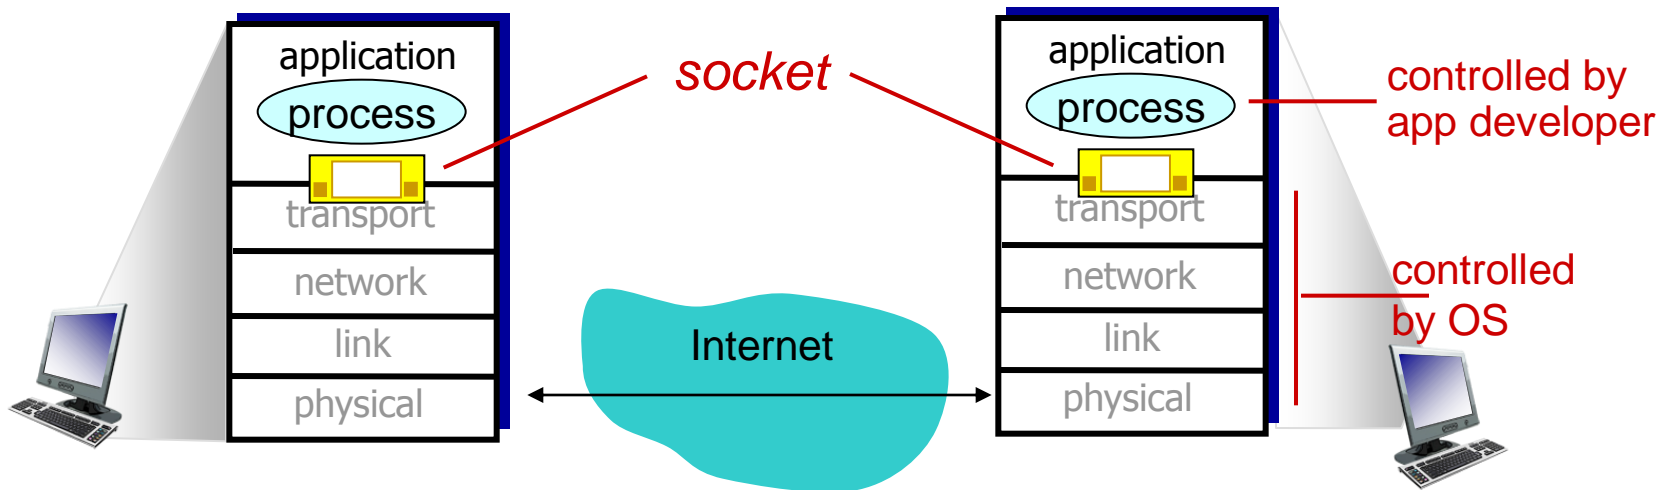 application
process
transport
network
link
physical
socket
Internet
application
process
transport
network
link
physical
controlled by
app developer
controlled
by OS